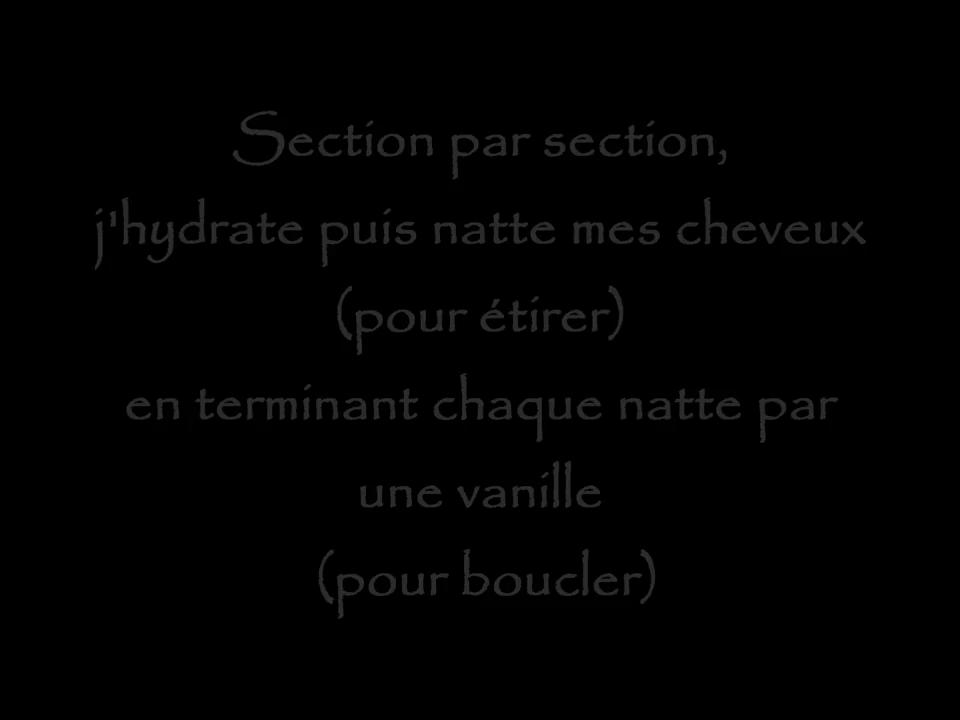 Section par section,
j'hydrate puis natte mes cheveux
(pour étirer)
en terminant chaque natte par
une vanille
(pour boucler)